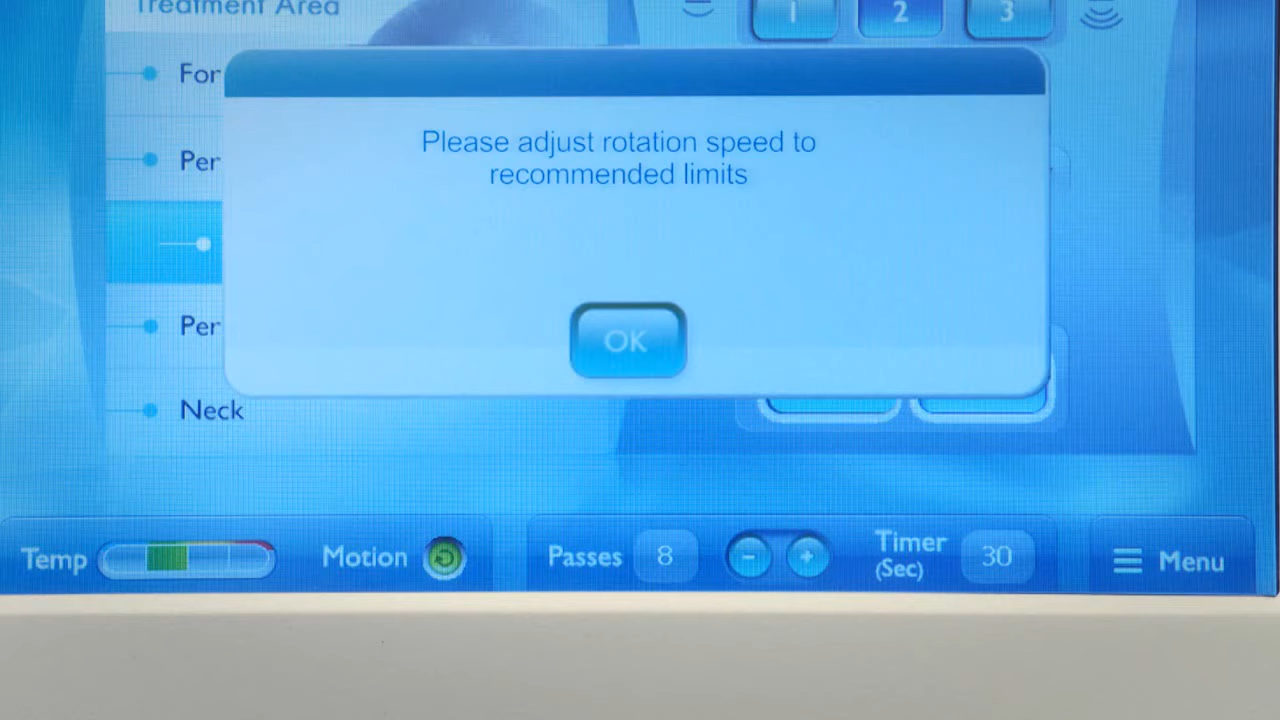 Treatment Area
1 2 3
For
Per
Please adjust rotation speed to
recommended limits
Per
OK
Neck
Temp
Motion
Passes 8
- +
Timer
(Sec)
30
Menu